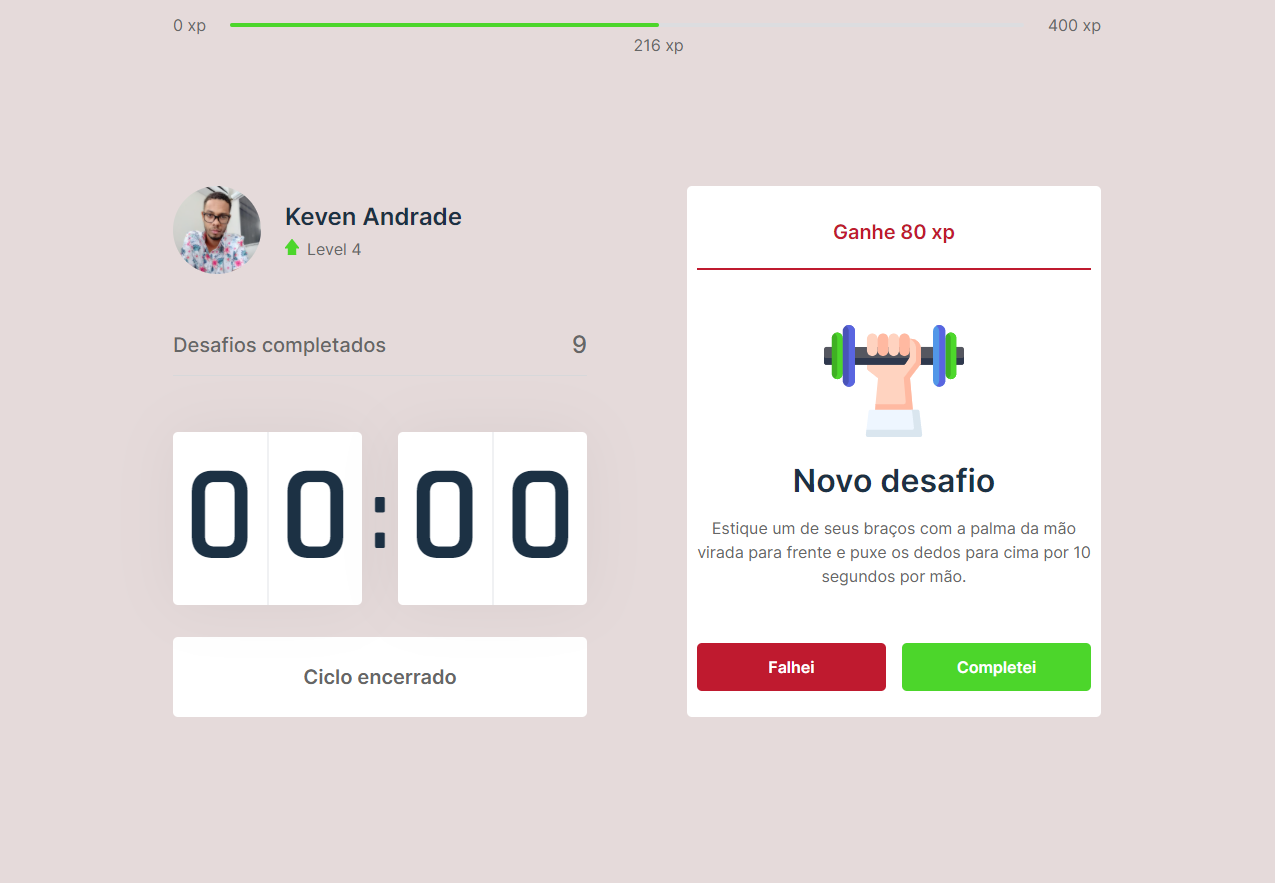 0 xp
216 xp
400 xp
Keven Andrade
Level 4
Desafios completados 9
00:00
Ciclo encerrado
Ganhe 80 xp
Novo desafio
Estique um de seus braços com a palma da mão
virada para frente e puxe os dedos para cima por 10
segundos por mão.
Falhei
Completei